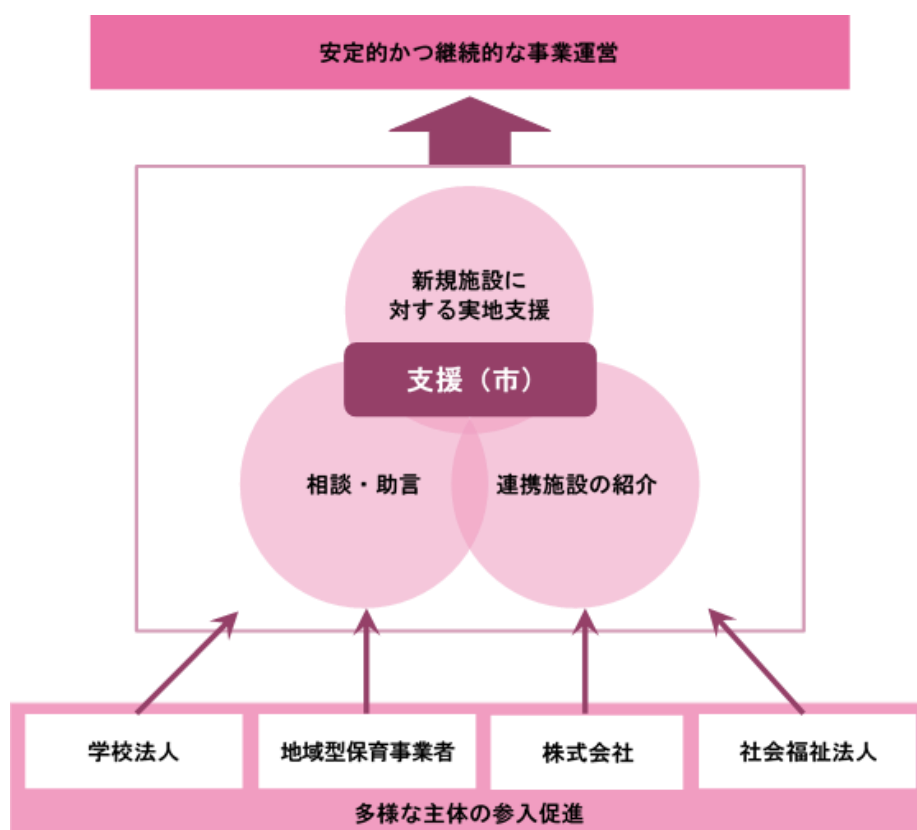 安定的かつ継続的な事業運営
新規施設に
対する実地支援
支援（市）
相談・助言
連携施設の紹介
学校法人
地域型保育事業者
株式会社
社会福祉法人
多様な主体の参入促進